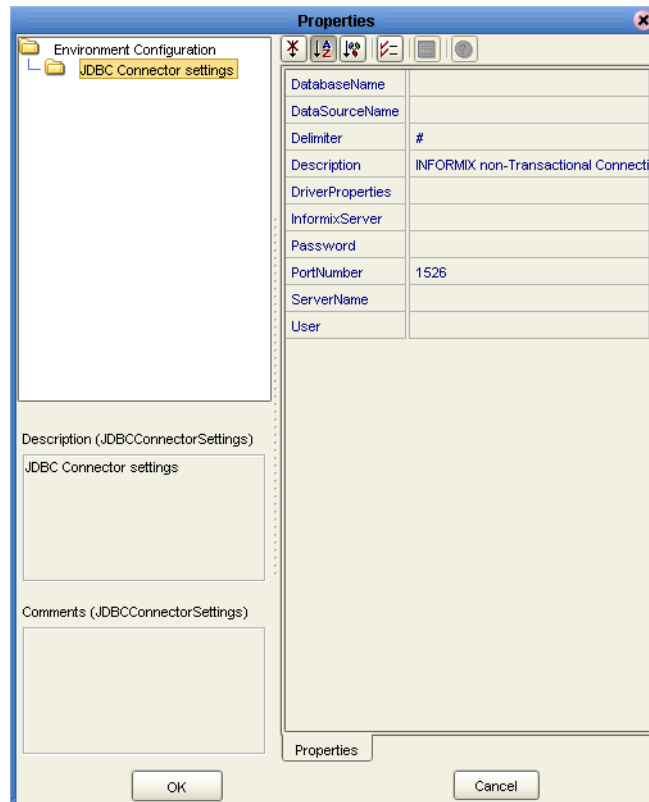 Properties
Environment Configuration
JDBC Connector settings
DatabaseName
DataSourceName
Delimiter #
Description INFORMIX non-Transactional Connecti
DriverProperties
InformixServer
Password
PortNumber 1526
ServerName
User
Description (JDBCConnectorSettings)
JDBC Connector settings
Comments (JDBCConnectorSettings)
Properties
OK Cancel